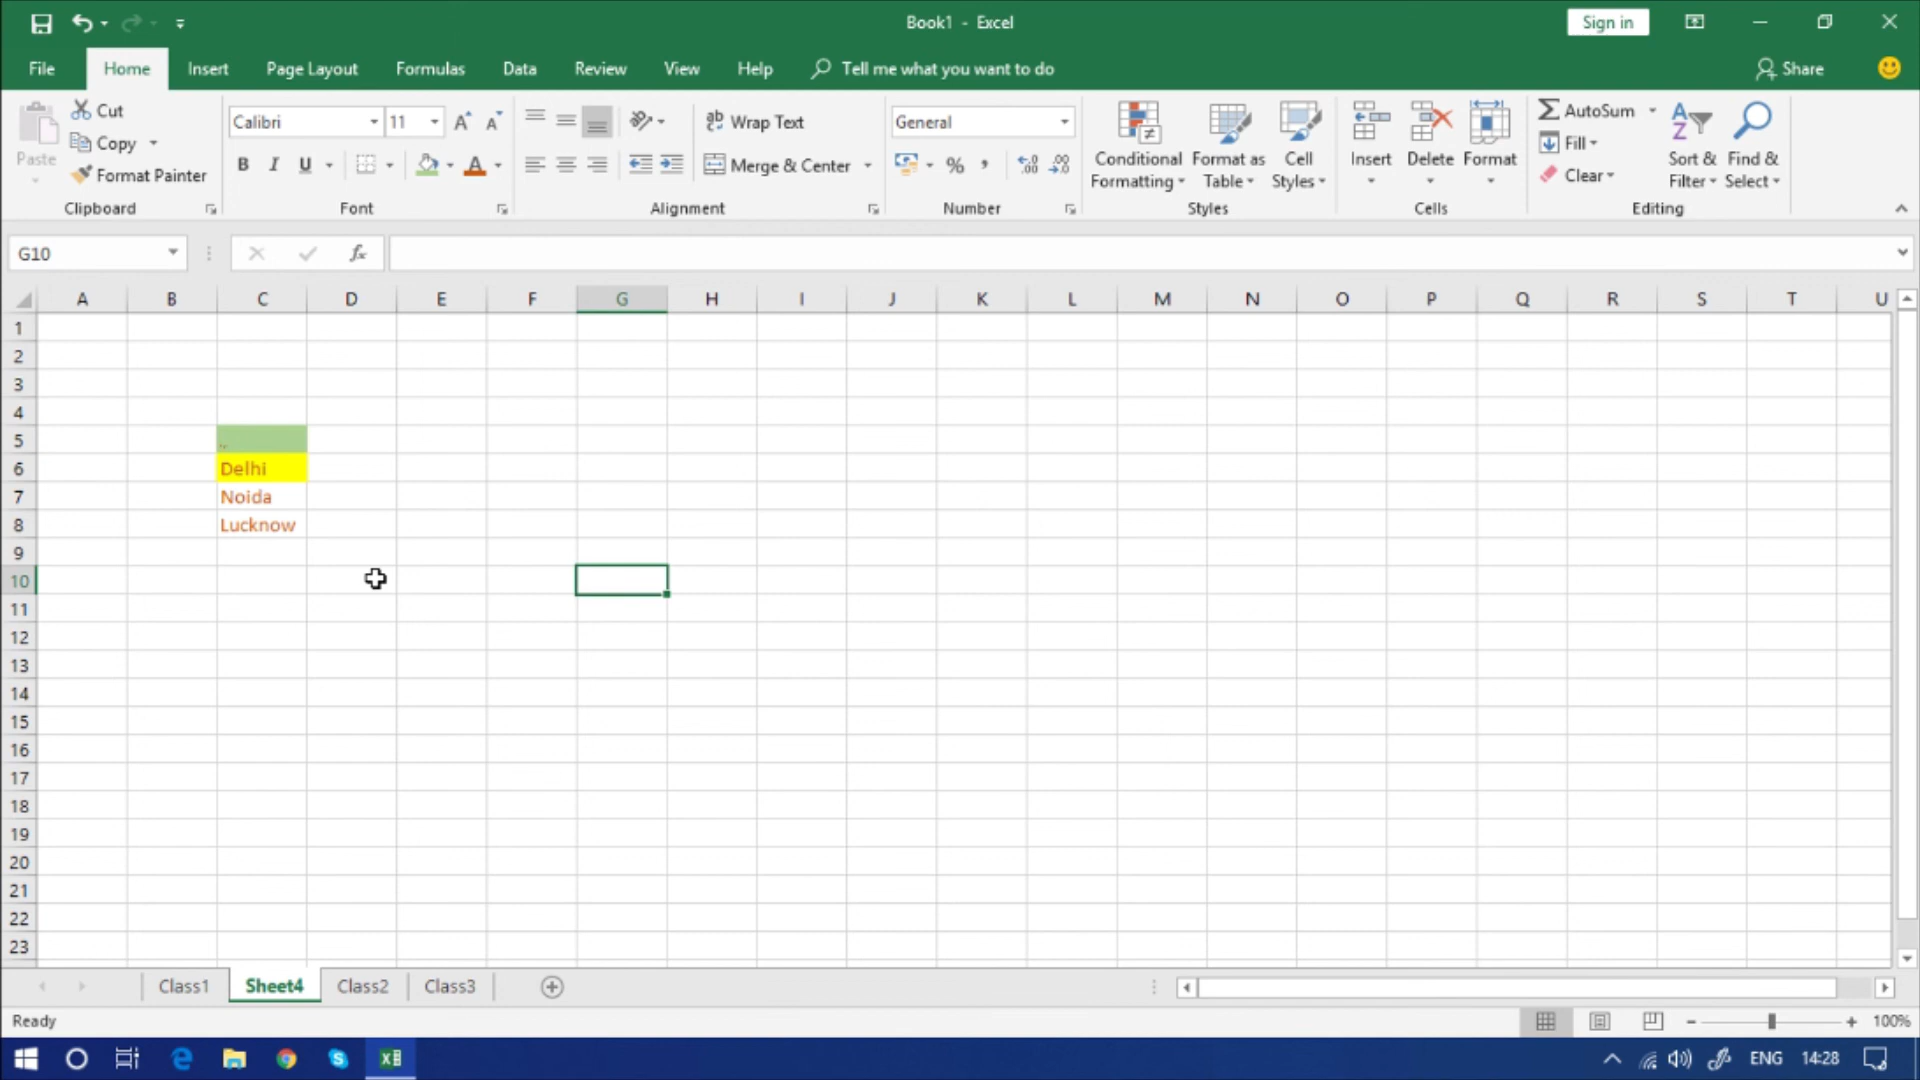 Book1 - Excel
Sign in
File Home Insert Page Layout Formulas Data Review View Help Tell me what you want to do Share
Paste
Cut
Copy
Format Painter
Clipboard
Calibri 11
B I U
Font
Wrap Text
Merge & Center
Alignment
General
%
Number
Conditional Formatting
Format as Table
Cell Styles
Styles
Insert
Delete
Format
Cells
AutoSum
Fill
Clear
Sort & Filter
Find & Select
Editing
G10
fx
A B C D E F G H I J K L M N O P Q R S T U
1
2
3
4
5
6 Delhi
7 Noida
8 Lucknow
9
10
11
12
13
14
15
16
17
18
19
20
21
22
23
Class1 Sheet4 Class2 Class3
Ready
100%
ENG 14:28